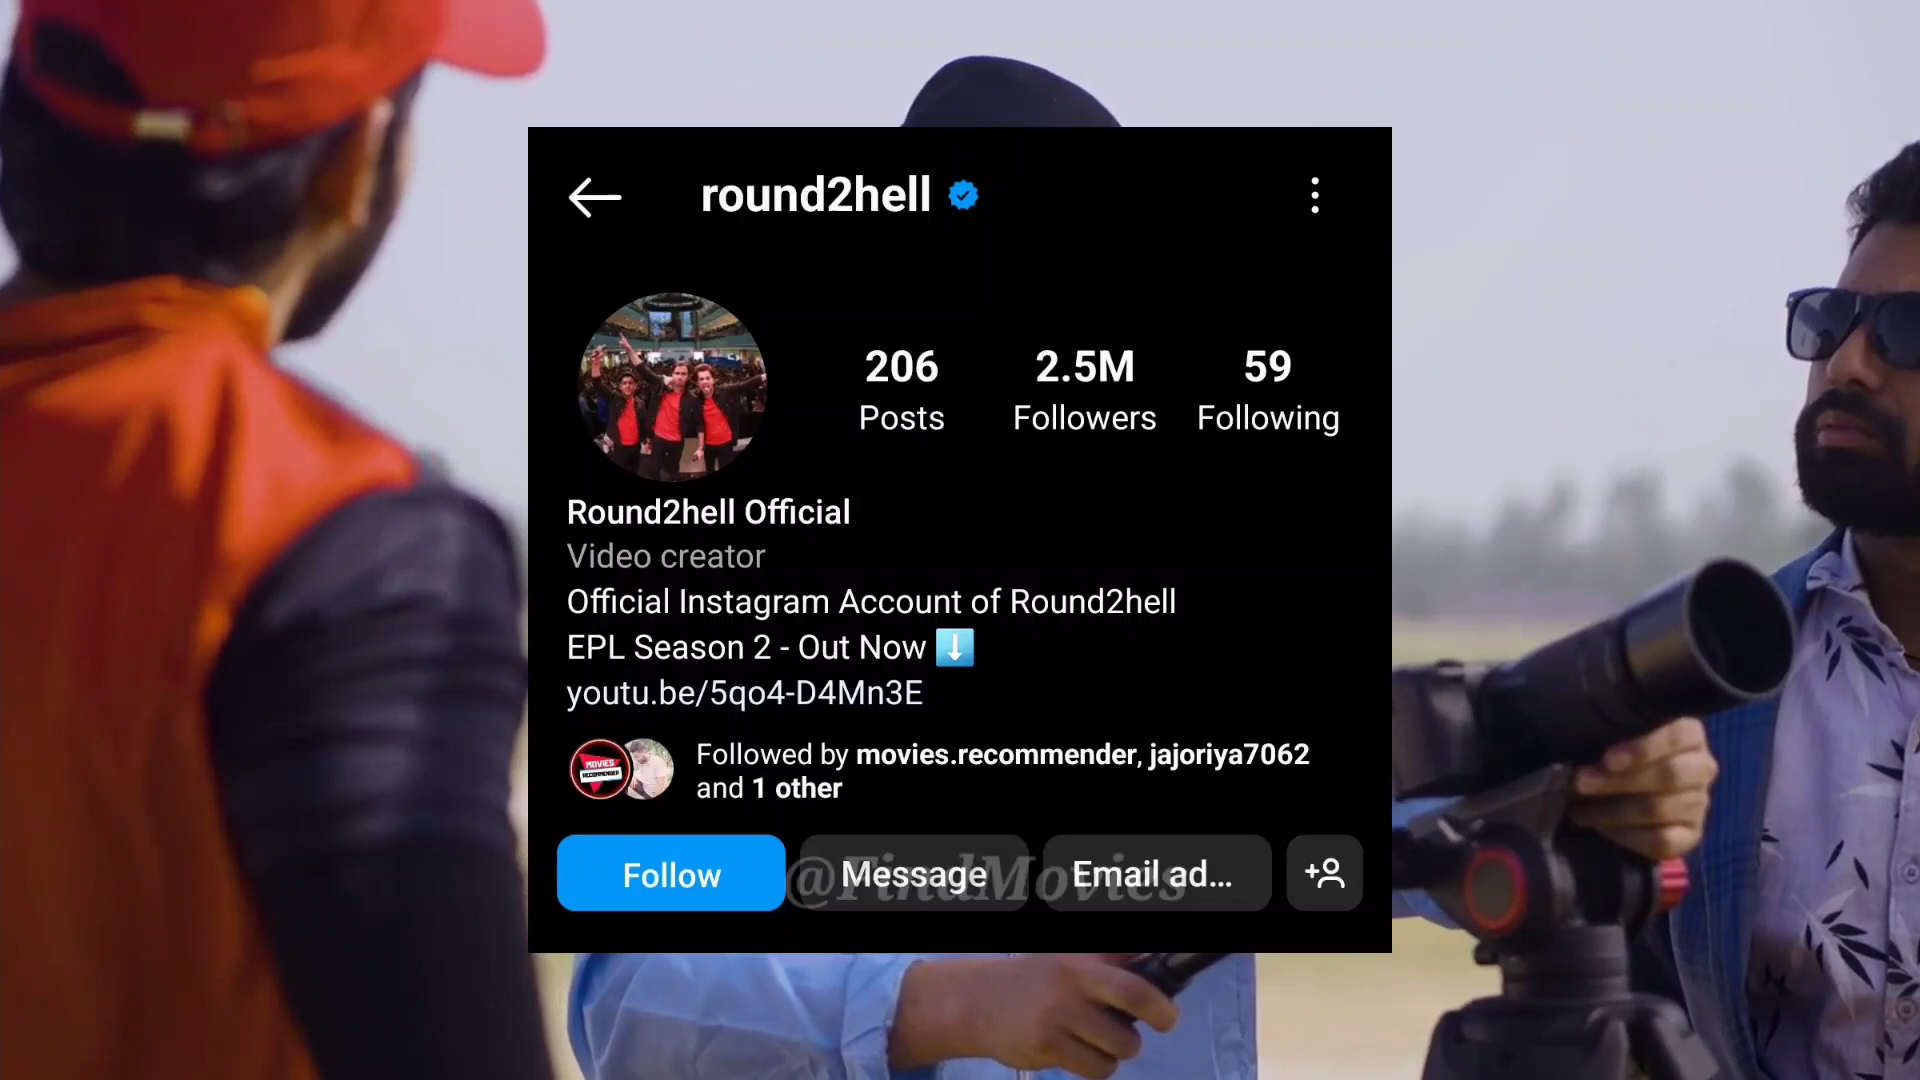 round2hell
206
Posts
2.5M
Followers
59
Following
Round2hell Official
Video creator
Official Instagram Account of Round2hell
EPL Season 2 - Out Now ⬇️
youtu.be/5qo4-D4Mn3E
MOVIES
RECOMMENDER
Followed by movies.recommender, jajoriya7062
and 1 other
Follow
Message
Email ad...
@FindMovies